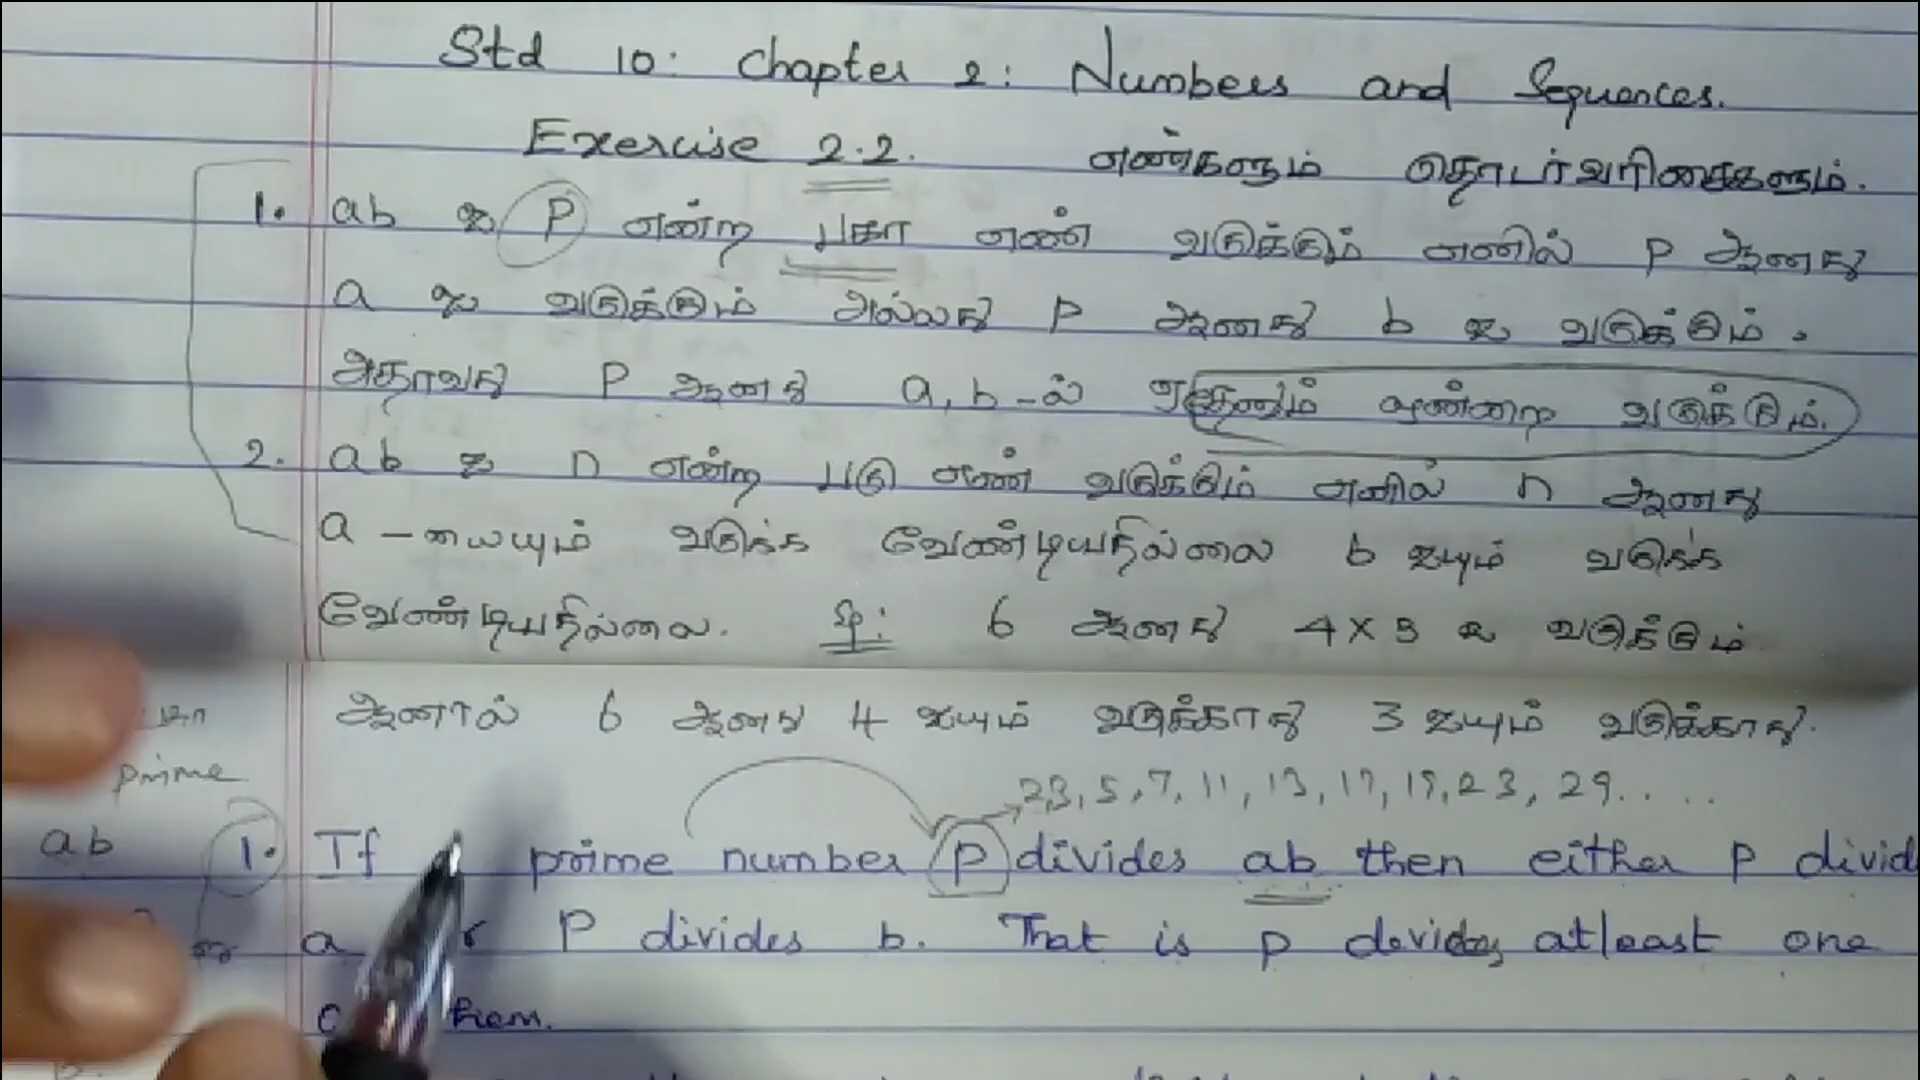 Std 10: Chapter 2: Numbers and Sequences.
Exercise 2.2. எண்களும் தொடர்வரிசைகளும்.
1. ab ஐ P என்ற பகா எண் வகுக்கும் எனில் P ஆனது
a ஐ வகுக்கும் அல்லது P ஆனது b ஐ வகுக்கும்.
அதாவது P ஆனது a, b-ல் ஏதேனும் ஒன்றை வகுக்கும்.
2. ab ஐ n என்ற பகு எண் வகுக்கும் எனில் n ஆனது
a -யையும் வகுக்க வேண்டியதில்லை b ஐயும் வகுக்க
வேண்டியதில்லை. 6 ஆனது 4 X 3 ஐ வகுக்கும்
ஆனால் 6 ஆனது 4 ஐயும் வகுக்காது 3 ஐயும் வகுக்காது.
prime 2,3,5,7,11,13,17,19,23,29.....
ab 1. If prime number P divides ab then either P divid
a P divides b. That is P devides atleast one
hem.